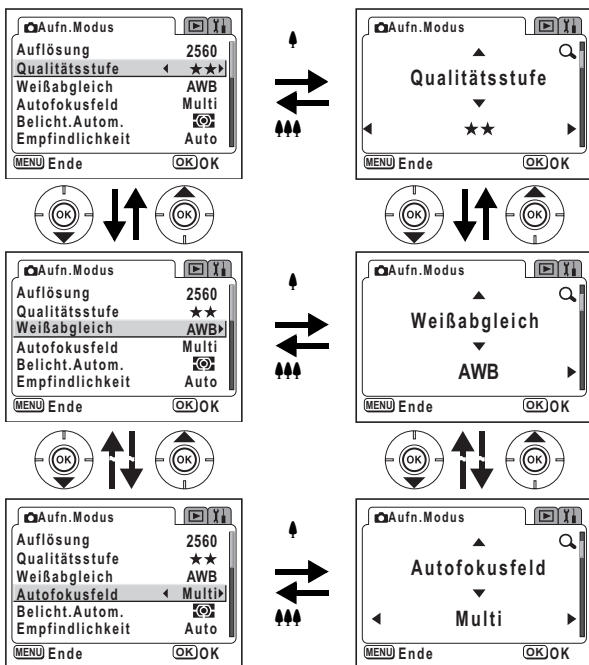 Aufn.Modus
Auflösung 2560
Qualitätsstufe ★★
Weißabgleich AWB
Autofokusfeld Multi
Belicht.Autom.
Empfindlichkeit Auto
MENU Ende OK OK
Aufn.Modus
Qualitätsstufe
★★
MENU Ende OK OK
OK OK OK OK
Aufn.Modus
Auflösung 2560
Qualitätsstufe ★★
Weißabgleich AWB
Autofokusfeld Multi
Belicht.Autom.
Empfindlichkeit Auto
MENU Ende OK OK
Aufn.Modus
Weißabgleich
AWB
MENU Ende OK OK
OK OK OK OK
Aufn.Modus
Auflösung 2560
Qualitätsstufe ★★
Weißabgleich AWB
Autofokusfeld Multi
Belicht.Autom.
Empfindlichkeit Auto
MENU Ende OK OK
Aufn.Modus
Autofokusfeld
Multi
MENU Ende OK OK